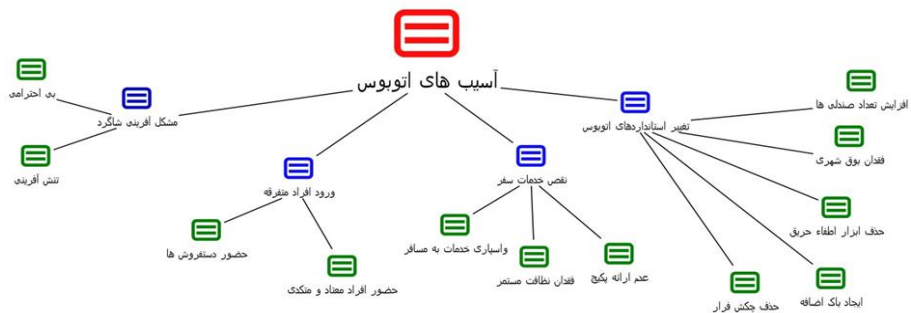 آسیب های اتوبوس
تغییر استانداردهای اتوبوس
افزایش تعداد صندلی ها
فقدان بوق شهری
حذف ابزار اطفاء حریق
ایجاد باک اضافه
حذف چکش فرار
نقص خدمات سفر
عدم ارائه پکیج
فقدان نظافت مستمر
واسپاری خدمات به مسافر
ورود افراد متفرقه
حضور افراد معتاد و متکدی
حضور دستفروش ها
مشکل آفرینی شاگرد
بی احترامی
تنش آفرینی